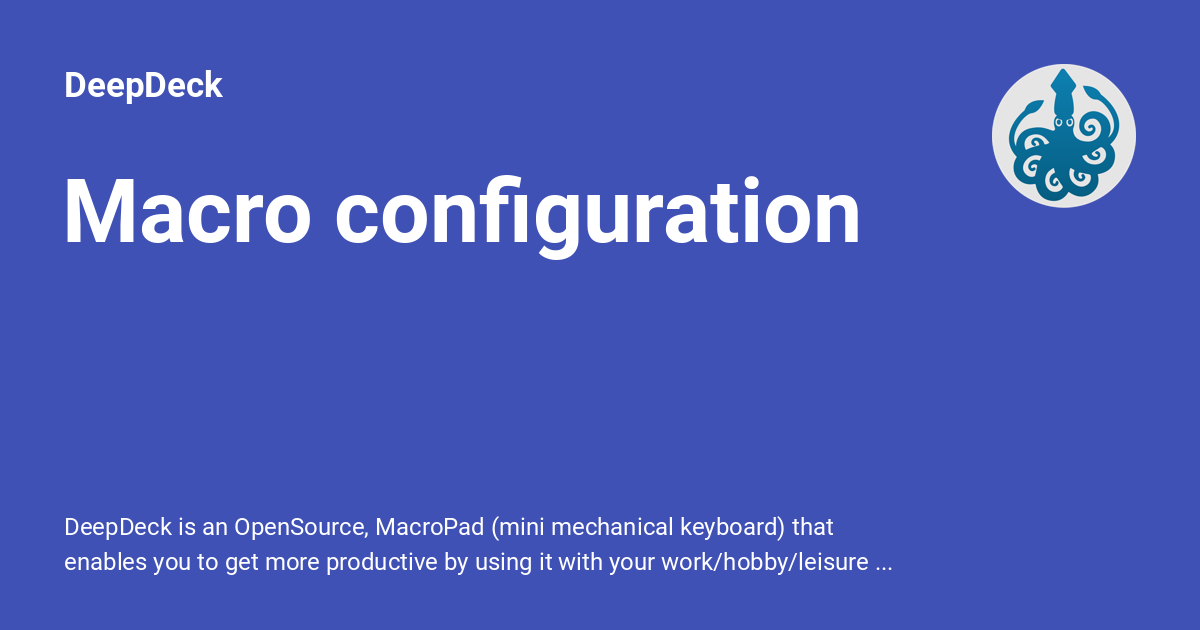 DeepDeck
Macro configuration
DeepDeck is an OpenSource, MacroPad (mini mechanical keyboard) that
enables you to get more productive by using it with your work/hobby/leisure ...